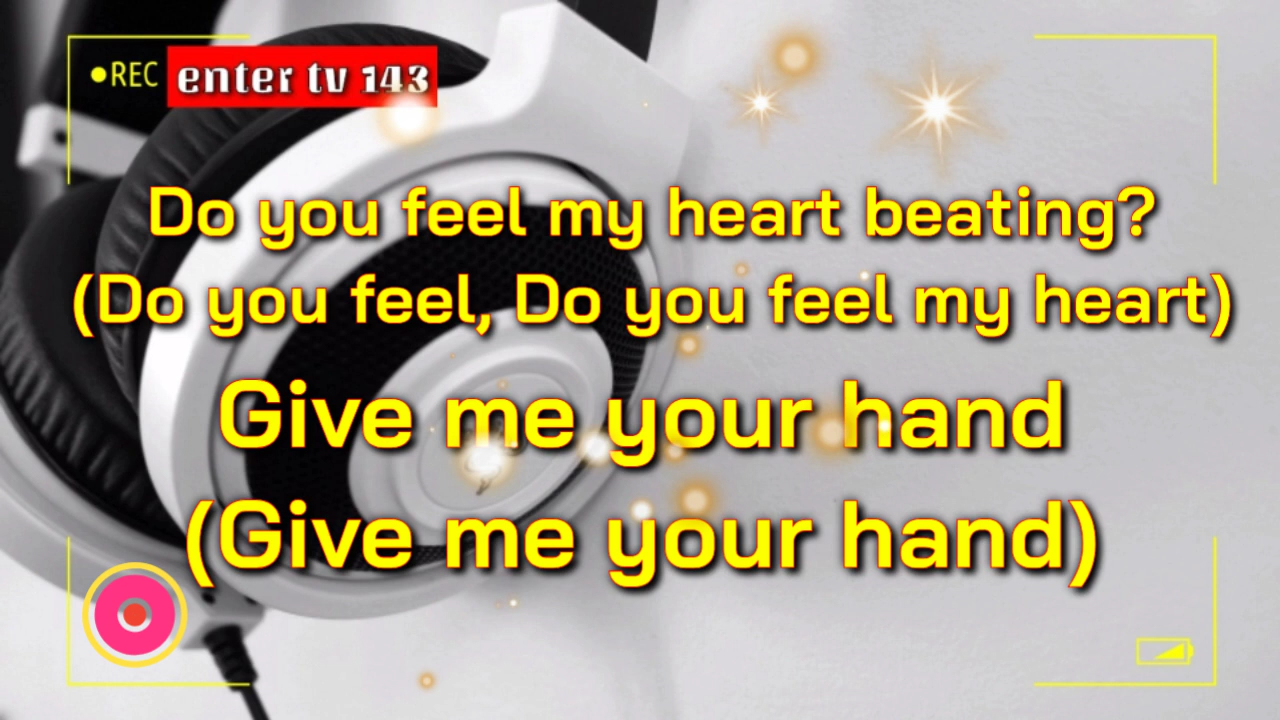 REC enter tv 143
Do you feel my heart beating?
(Do you feel, Do you feel my heart)
Give me your hand
(Give me your hand)